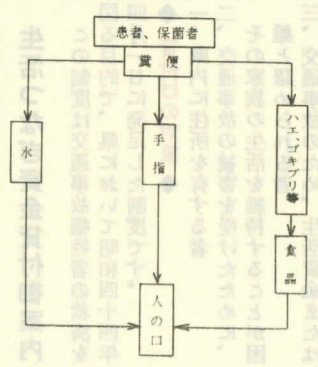 患者、保菌者
糞便
水
手指
ハエ、ゴキブリ等
食品
人の口